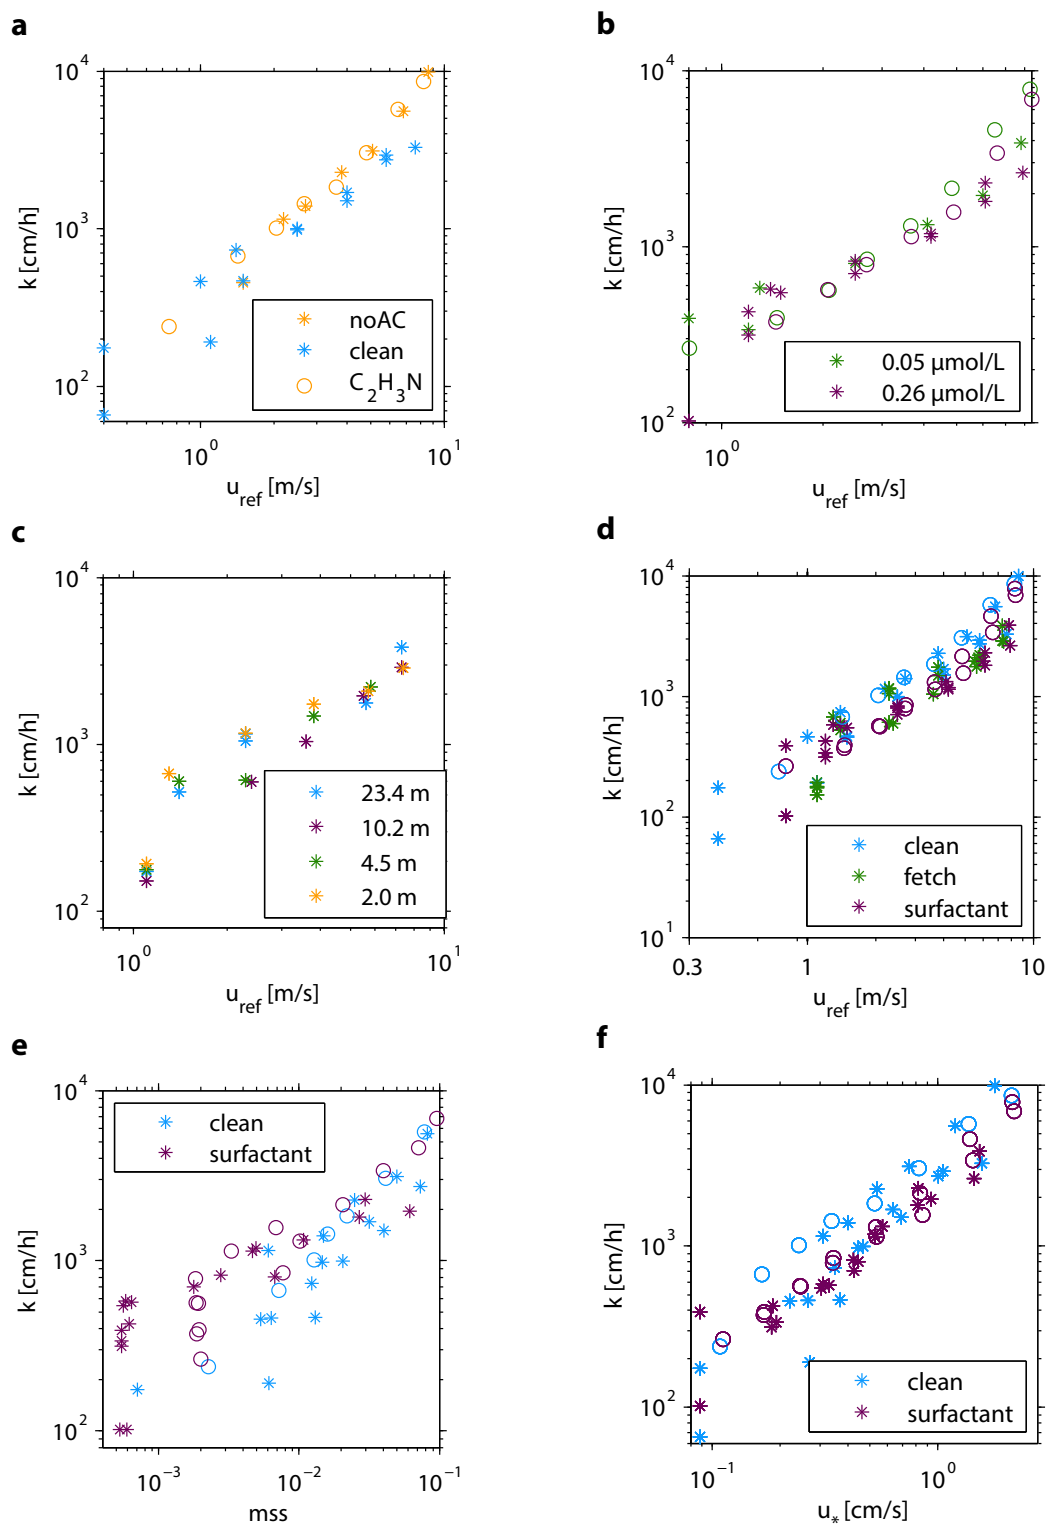 a
10^4
10^3
10^2
k [cm/h]
noAC
clean
C_2H_3N
10^0
10^1
u_ref [m/s]
b
10^4
10^3
10^2
k [cm/h]
0.05 µmol/L
0.26 µmol/L
10^0
u_ref [m/s]
c
10^4
10^3
10^2
k [cm/h]
23.4 m
10.2 m
4.5 m
2.0 m
10^0
10^1
u_ref [m/s]
d
10^4
10^3
10^2
10^1
k [cm/h]
clean
fetch
surfactant
0.3
1
10
u_ref [m/s]
e
10^4
10^3
10^2
k [cm/h]
clean
surfactant
10^-3
10^-2
10^-1
mss
f
10^4
10^3
10^2
k [cm/h]
clean
surfactant
10^-1
10^0
u_* [cm/s]